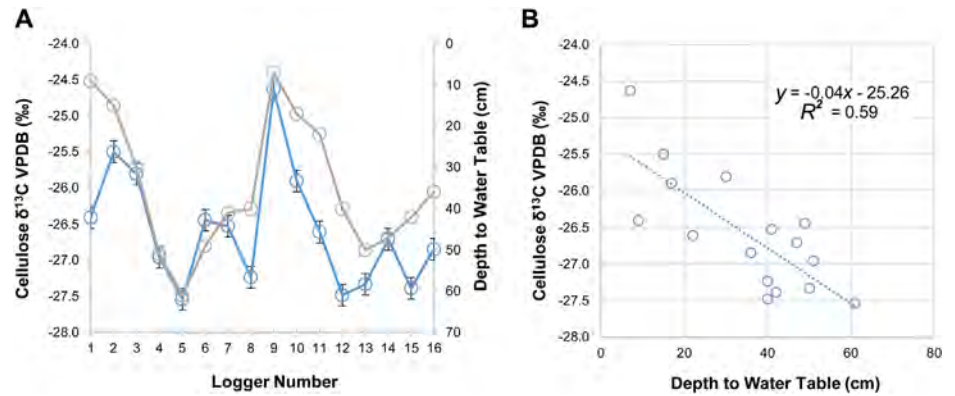 A
Cellulose δ¹³C VPDB (‰)
-24.0
-24.5
-25.0
-25.5
-26.0
-26.5
-27.0
-27.5
-28.0
1 2 3 4 5 6 7 8 9 10 11 12 13 14 15 16
Logger Number
0
10
20
30
40
50
60
70
Depth to Water Table (cm)
B
Cellulose δ¹³C VPDB (‰)
-24.0
-24.5
-25.0
-25.5
-26.0
-26.5
-27.0
-27.5
-28.0
y = -0.04x - 25.26
R² = 0.59
0 20 40 60 80
Depth to Water Table (cm)